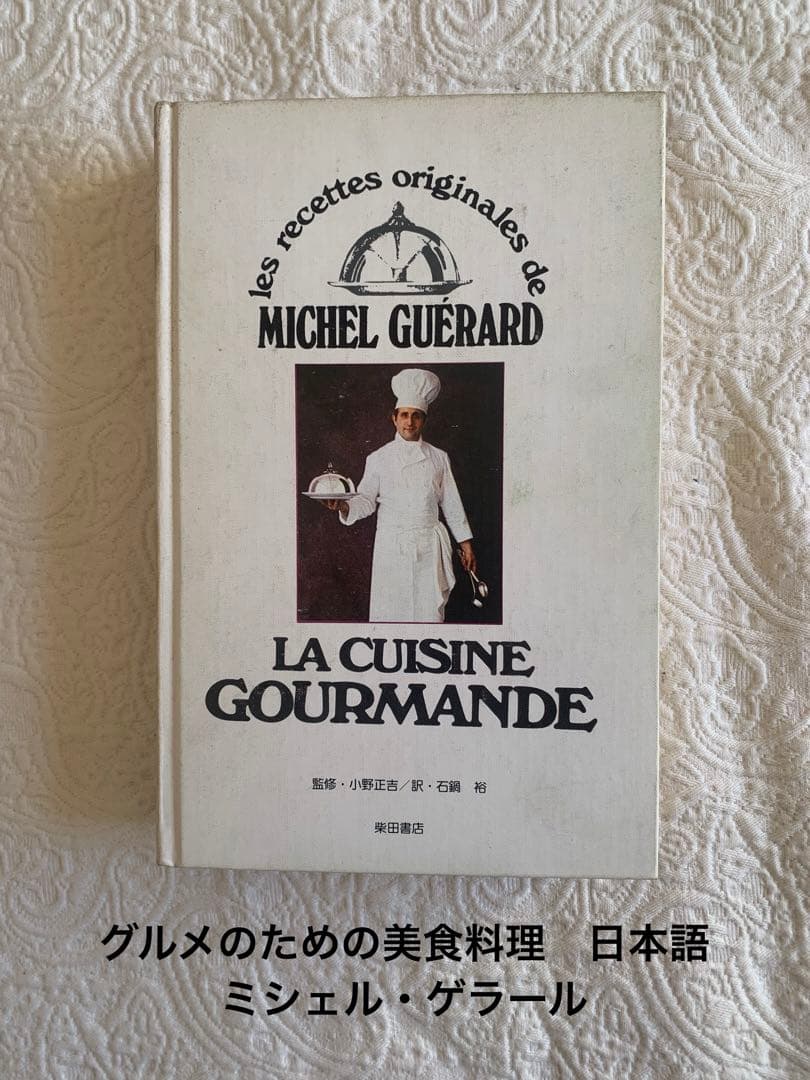 les recettes originales de
MICHEL GUÉRARD
LA CUISINE
GOURMANDE
監修・小野正吉／訳・石鍋　裕
柴田書店
グルメのための美食料理　日本語
ミシェル・ゲラール